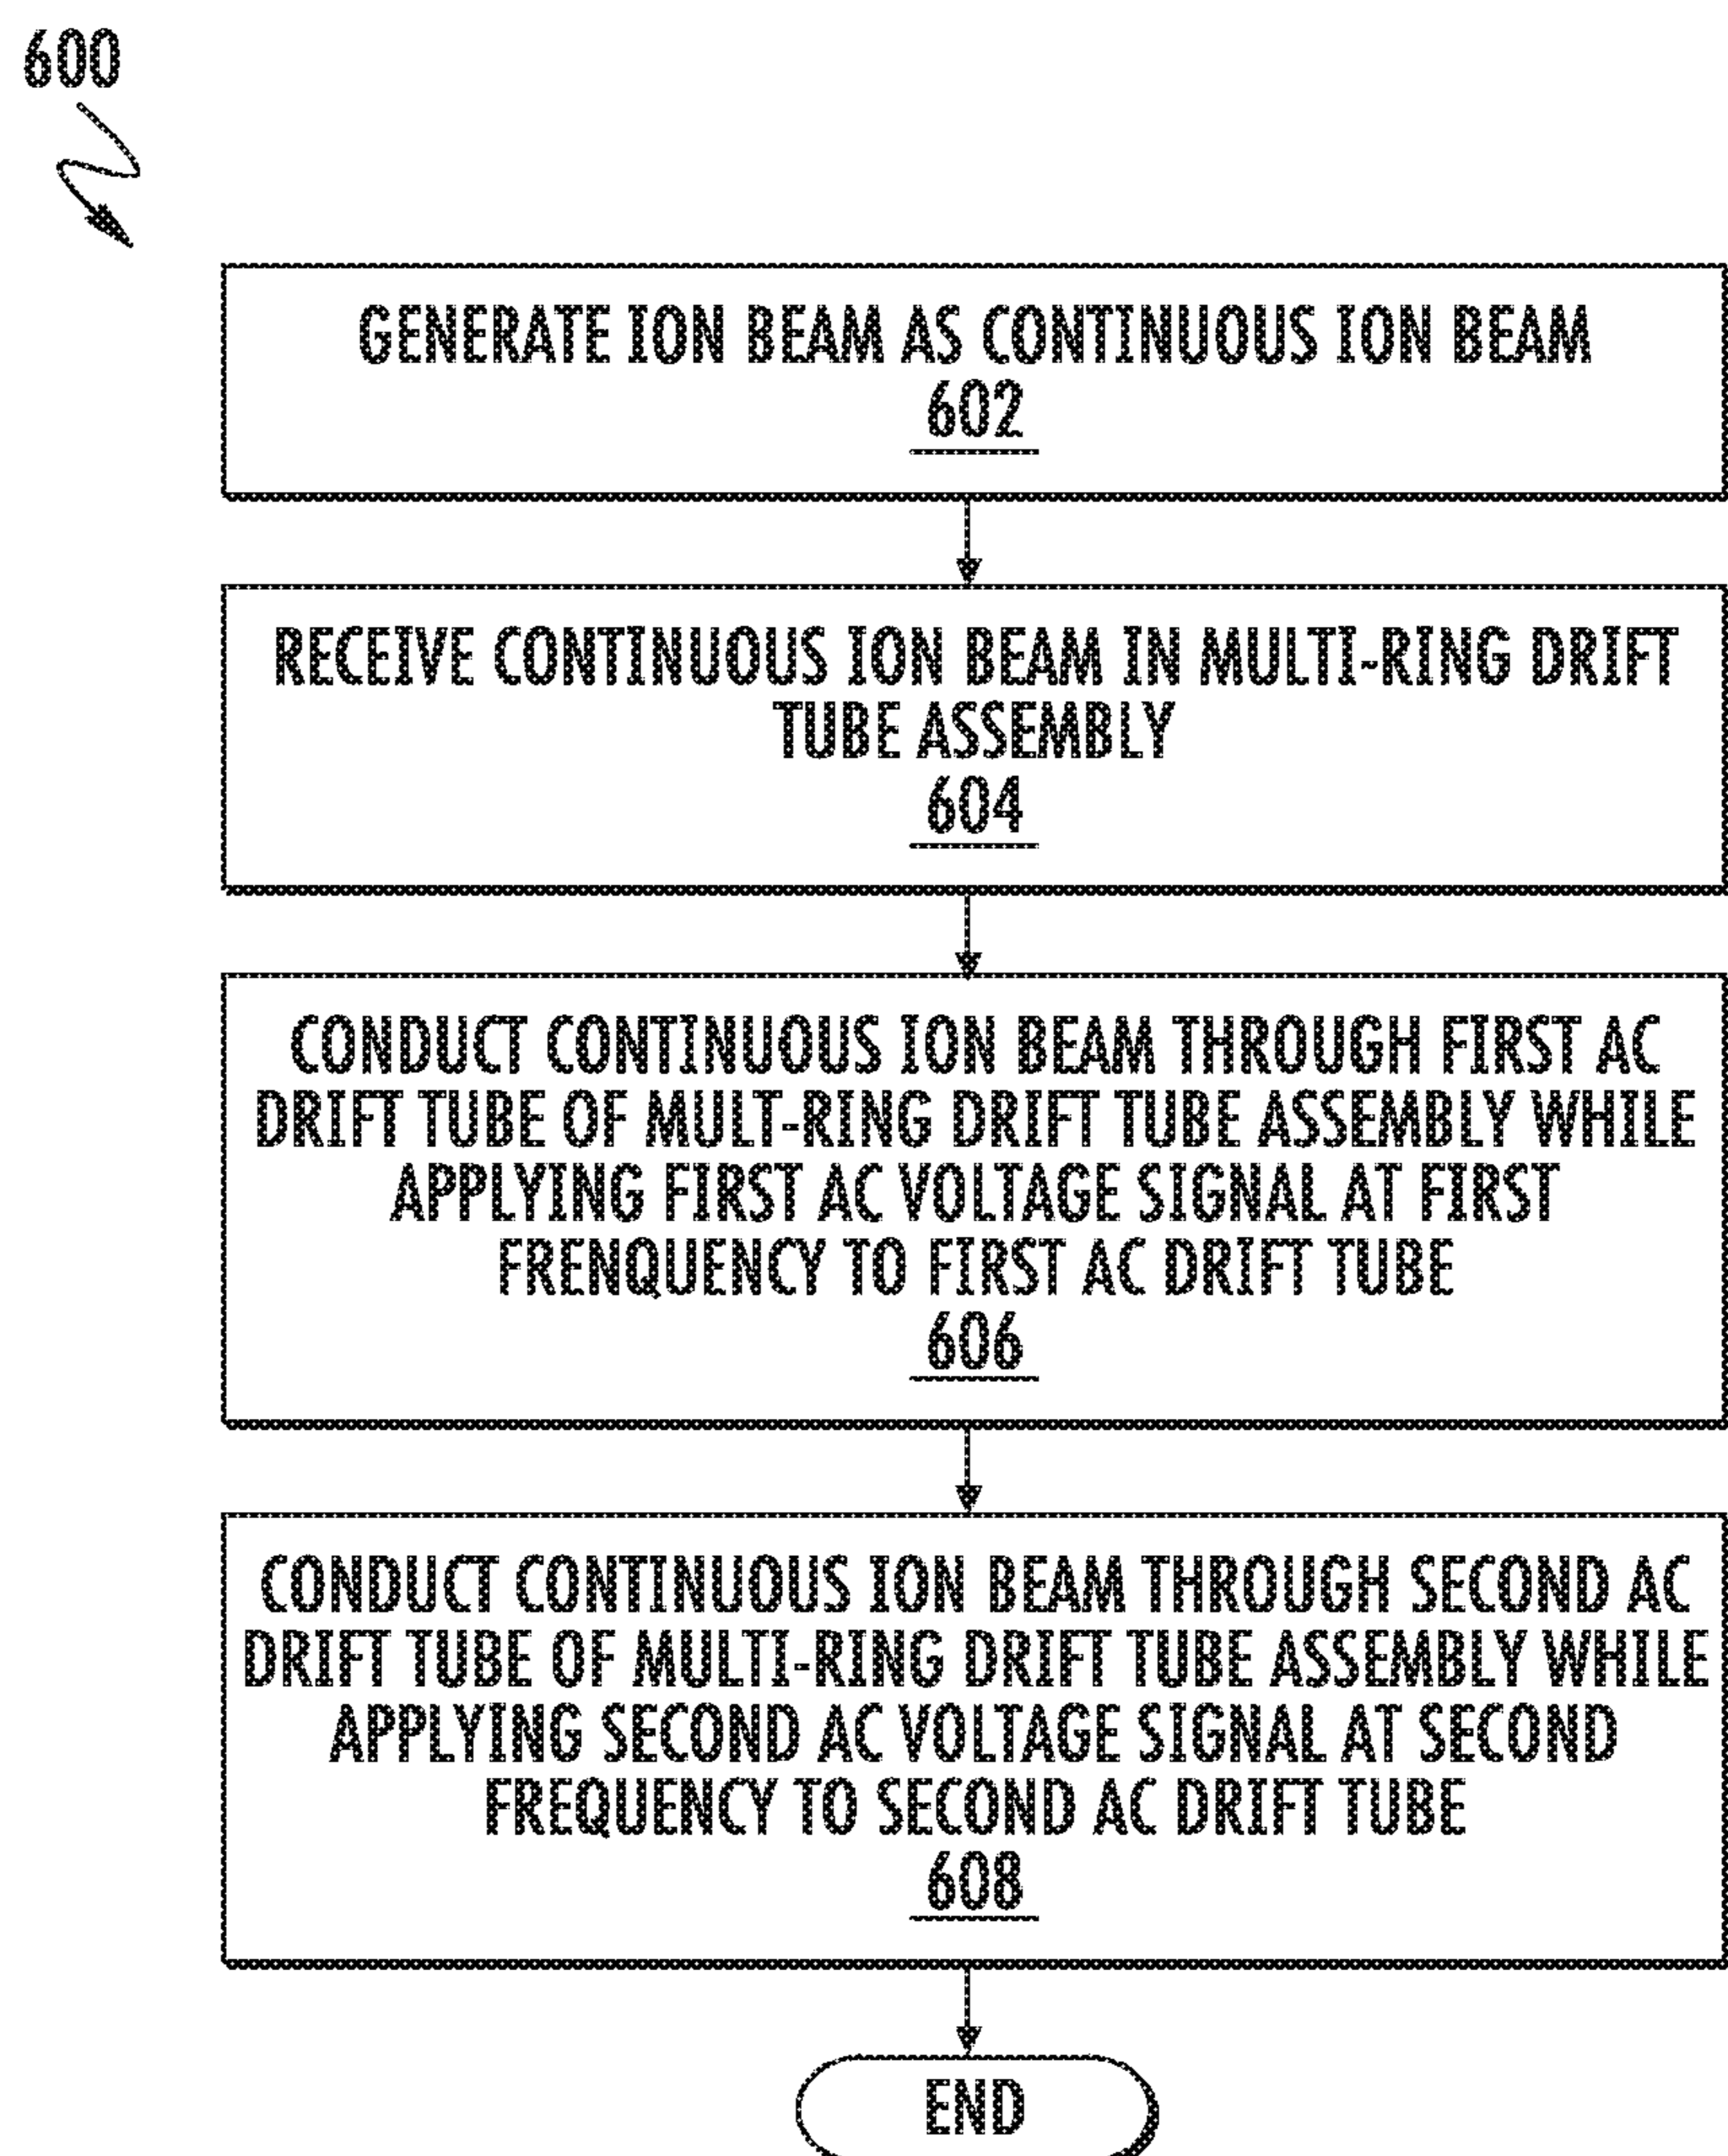 600
GENERATE ION BEAM AS CONTINUOUS ION BEAM
602
RECEIVE CONTINUOUS ION BEAM IN MULTI-RING DRIFT
TUBE ASSEMBLY
604
CONDUCT CONTINUOUS ION BEAM THROUGH FIRST AC
DRIFT TUBE OF MULT-RING DRIFT TUBE ASSEMBLY WHILE
APPLYING FIRST AC VOLTAGE SIGNAL AT FIRST
FRENQUENCY TO FIRST AC DRIFT TUBE
606
CONDUCT CONTINUOUS ION BEAM THROUGH SECOND AC
DRIFT TUBE OF MULTI-RING DRIFT TUBE ASSEMBLY WHILE
APPLYING SECOND AC VOLTAGE SIGNAL AT SECOND
FREQUENCY TO SECOND AC DRIFT TUBE
608
END